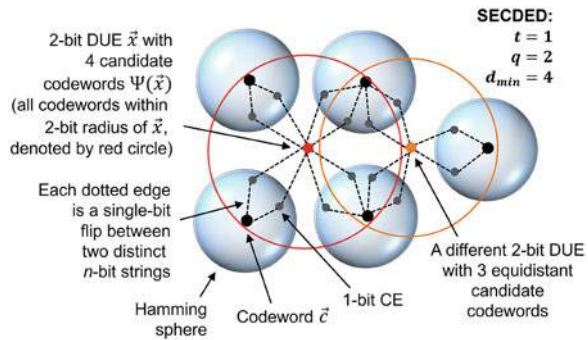 2-bit DUE x⃗ with
4 candidate
codewords Ψ(x⃗)
(all codewords within
2-bit radius of x⃗,
denoted by red circle)
Each dotted edge
is a single-bit
flip between
two distinct
n-bit strings
Hamming
sphere
Codeword c⃗
1-bit CE
SECDED:
t = 1
q = 2
d_min = 4
A different 2-bit DUE
with 3 equidistant
candidate
codewords